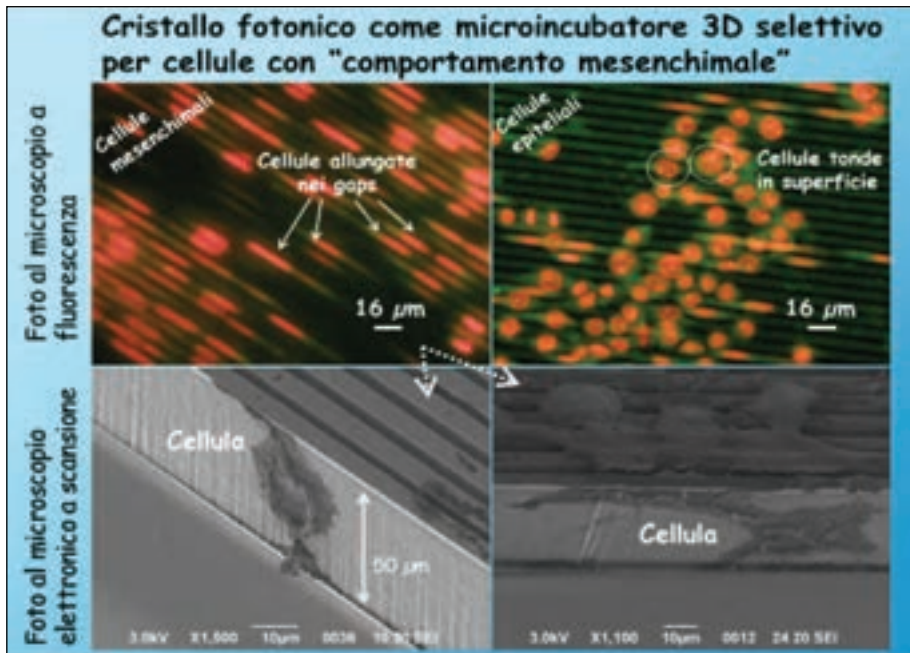 Cristallo fotonico come microincubatore 3D selettivo
per cellule con “comportamento mesenchimale”
Foto al microscopio a
fluorescenza
Cellule
mesenchimali
Cellule allungate
nei gaps
16 µm
Cellule
epiteliali
Cellule tonde
in superficie
16 µm
Foto al microscopio
elettronico a scansione
Cellula
50 µm
3.0kV X1,500 10µm 0036 SEI
Cellula
3.0kV X1,100 10µm 0012 24 20 SEI